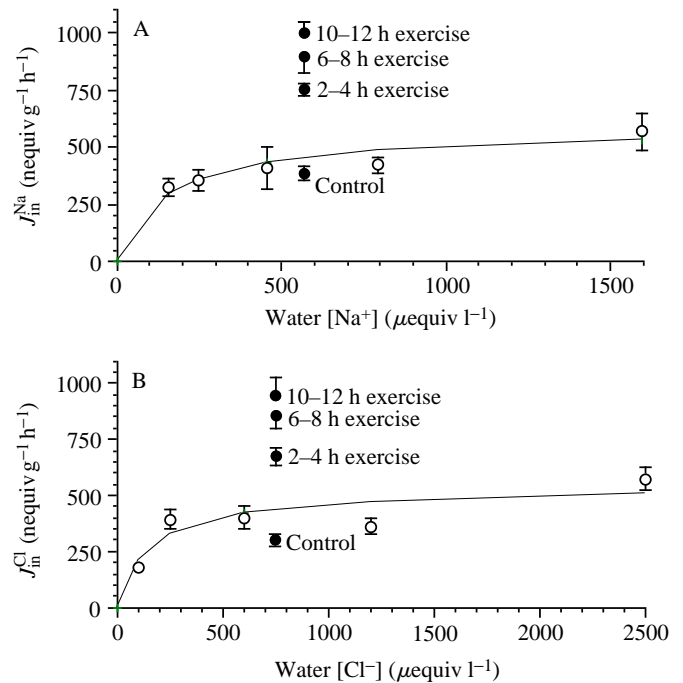 A
1000
750
500
250
0
J_in^Na (nequiv g⁻¹ h⁻¹)
10–12 h exercise
6–8 h exercise
2–4 h exercise
Control
0 500 1000 1500
Water [Na⁺] (μequiv l⁻¹)
B
1000
750
500
250
0
J_in^Cl (nequiv g⁻¹ h⁻¹)
10–12 h exercise
6–8 h exercise
2–4 h exercise
Control
0 500 1000 1500 2000 2500
Water [Cl⁻] (μequiv l⁻¹)